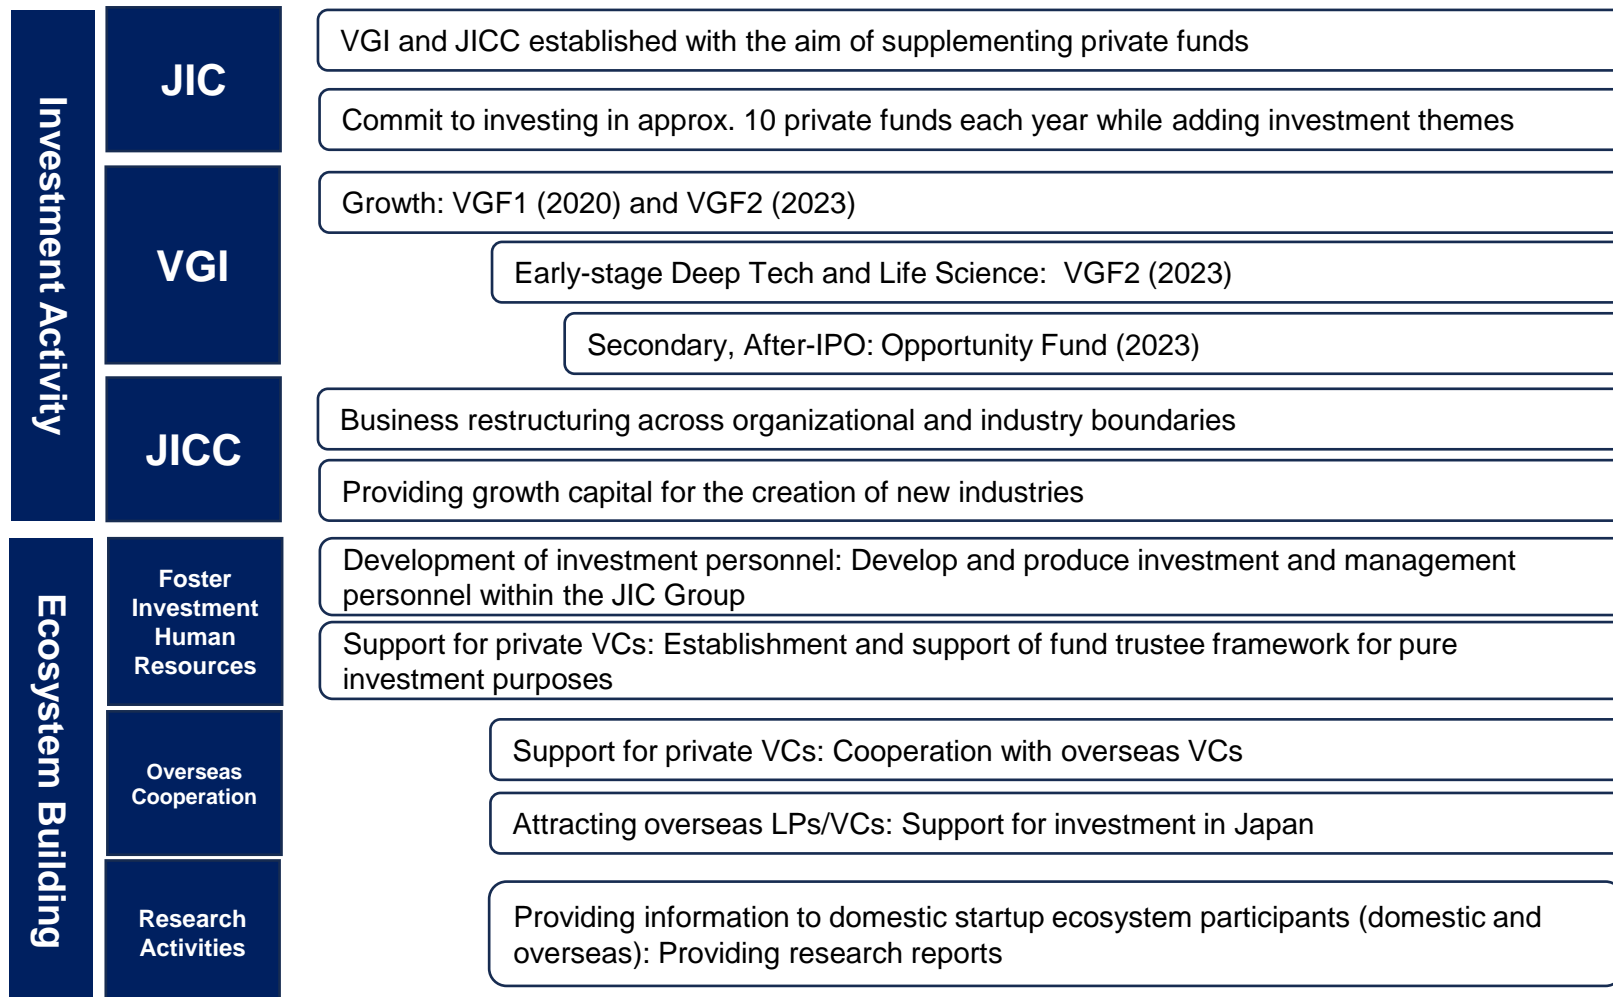 Investment Activity
JIC
VGI and JICC established with the aim of supplementing private funds
Commit to investing in approx. 10 private funds each year while adding investment themes
VGI
Growth: VGF1 (2020) and VGF2 (2023)
Early-stage Deep Tech and Life Science:  VGF2 (2023)
Secondary, After-IPO: Opportunity Fund (2023)
JICC
Business restructuring across organizational and industry boundaries
Providing growth capital for the creation of new industries
Ecosystem Building
Foster
Investment
Human
Resources
Development of investment personnel: Develop and produce investment and management
personnel within the JIC Group
Support for private VCs: Establishment and support of fund trustee framework for pure
investment purposes
Overseas
Cooperation
Support for private VCs: Cooperation with overseas VCs
Attracting overseas LPs/VCs: Support for investment in Japan
Research
Activities
Providing information to domestic startup ecosystem participants (domestic and
overseas): Providing research reports